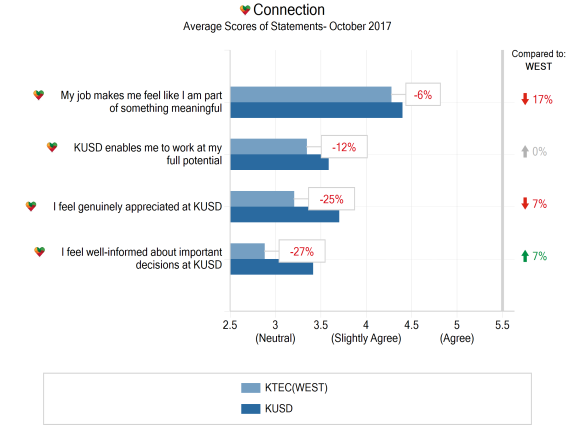 Connection
Average Scores of Statements- October 2017
Compared to:
WEST
My job makes me feel like I am part
of something meaningful
-6%
17%
KUSD enables me to work at my
full potential
-12%
0%
I feel genuinely appreciated at KUSD
-25%
7%
I feel well-informed about important
decisions at KUSD
-27%
7%
2.5 3 3.5 4 4.5 5 5.5
(Neutral) (Slightly Agree) (Agree)
KTEC(WEST)
KUSD